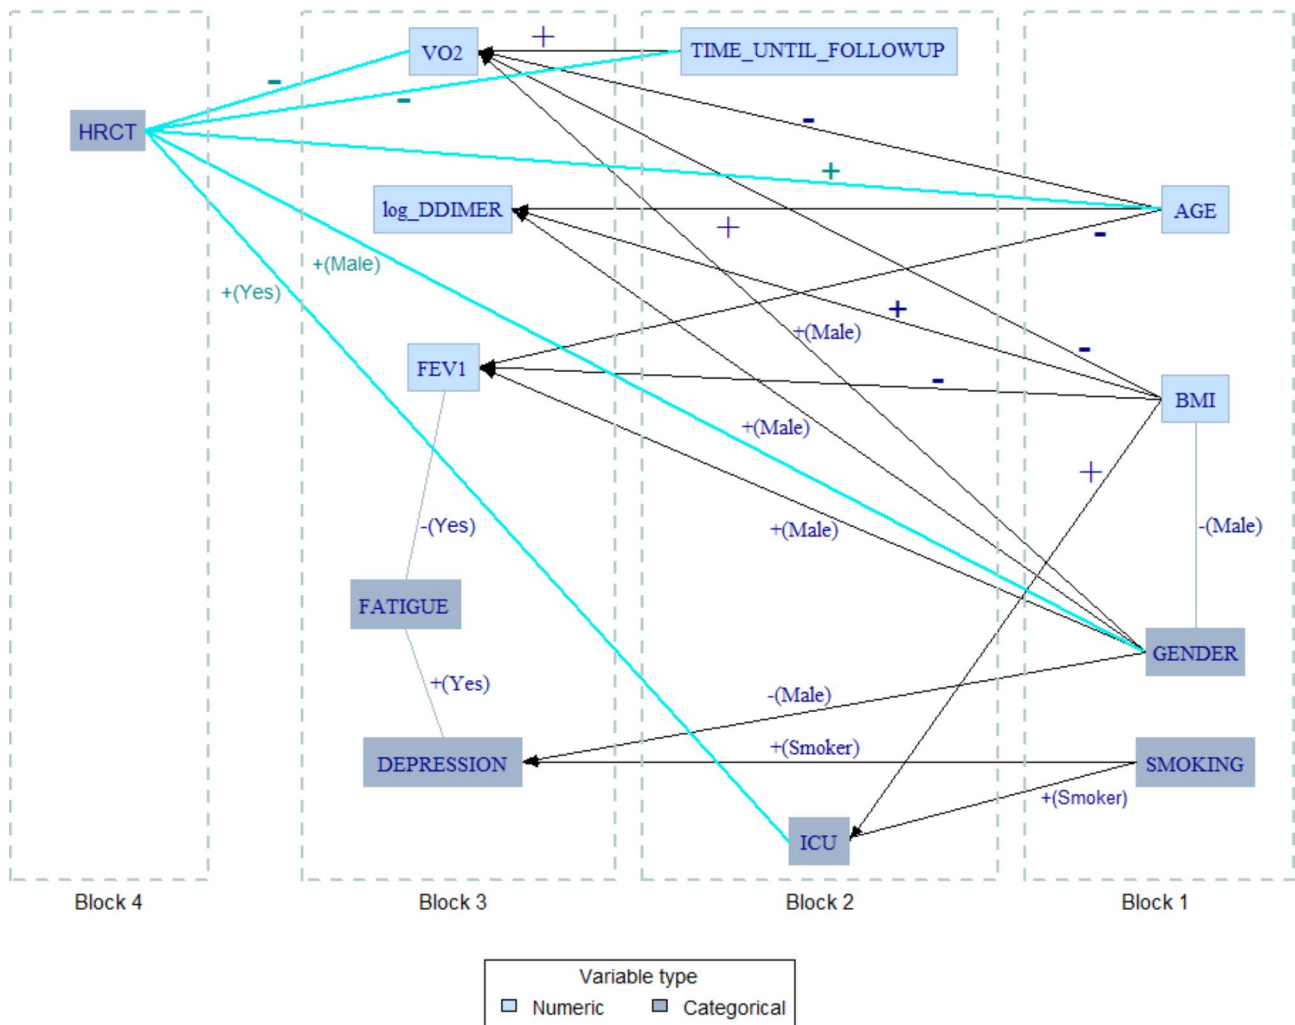 VO2
+
TIME_UNTIL_FOLLOWUP
-
-
HRCT
-
+
log_DDIMER
+
AGE
-
+(Male)
+(Yes)
+
+(Male)
-
FEV1
-
BMI
+(Male)
+
-(Yes)
+(Male)
-(Male)
FATIGUE
GENDER
+(Yes)
-(Male)
+(Smoker)
DEPRESSION
SMOKING
+(Smoker)
ICU
Block 4 Block 3 Block 2 Block 1
Variable type
Numeric Categorical